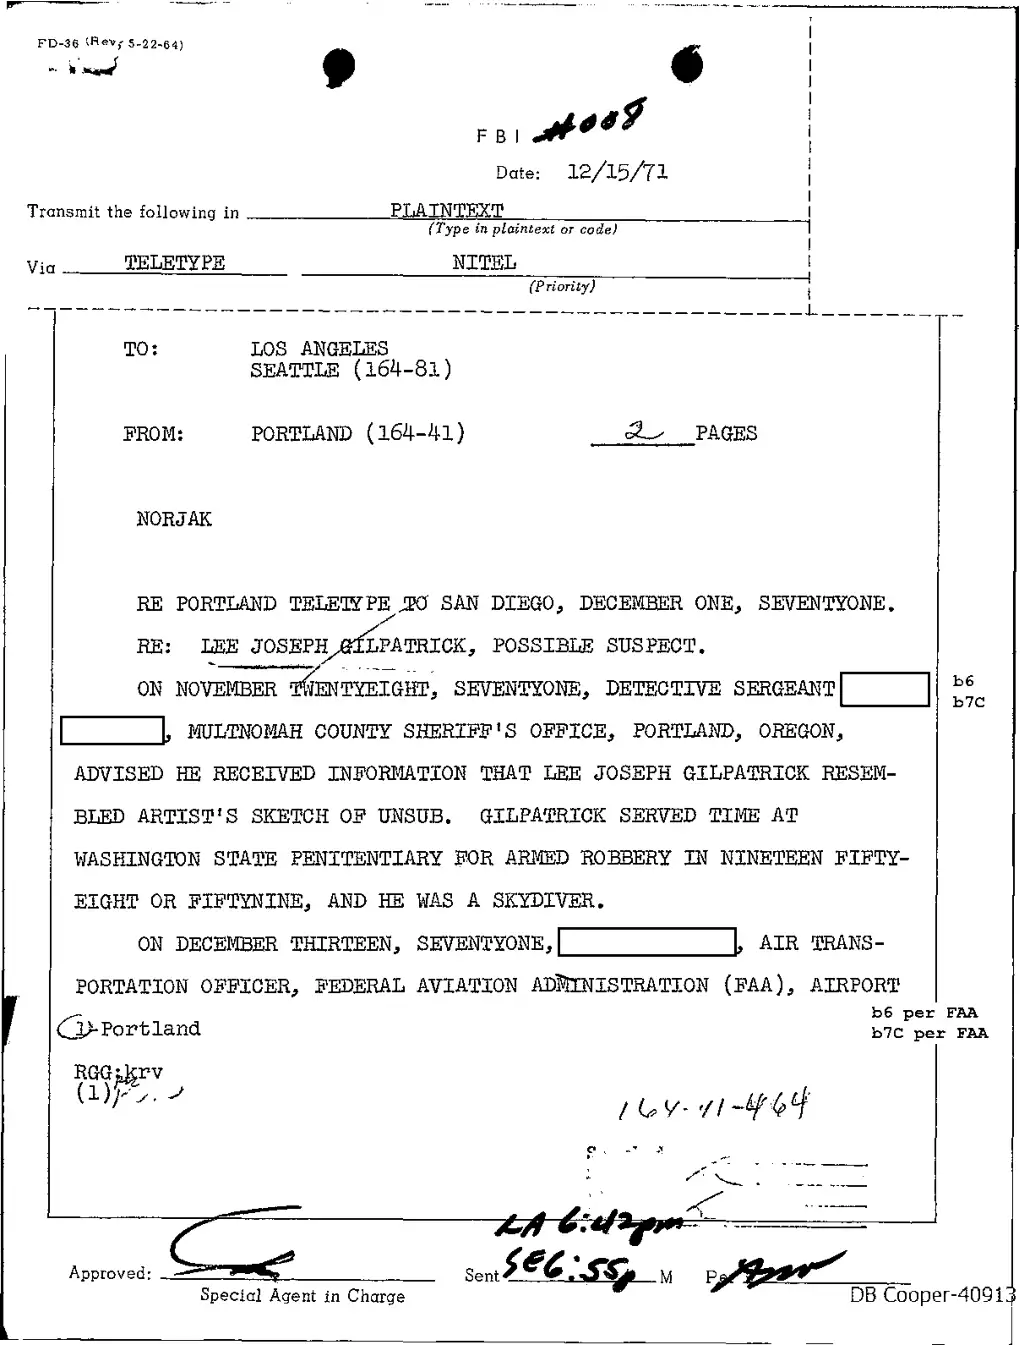 FD-36 (Rev. 5-22-64)
F B I #008
Date: 12/15/71
Transmit the following in PLAINTEXT
(Type in plaintext or code)
Via TELETYPE NITEL
(Priority)
TO: LOS ANGELES
SEATTLE (164-81)
FROM: PORTLAND (164-41) 2 PAGES
NORJAK
RE PORTLAND TELETYPE TO SAN DIEGO, DECEMBER ONE, SEVENTYONE.
RE: LEE JOSEPH GILPATRICK, POSSIBLE SUSPECT.
ON NOVEMBER TWENTYEIGHT, SEVENTYONE, DETECTIVE SERGEANT
b6
b7C
, MULTNOMAH COUNTY SHERIFF'S OFFICE, PORTLAND, OREGON,
ADVISED HE RECEIVED INFORMATION THAT LEE JOSEPH GILPATRICK RESEM-
BLED ARTIST'S SKETCH OF UNSUB. GILPATRICK SERVED TIME AT
WASHINGTON STATE PENITENTIARY FOR ARMED ROBBERY IN NINETEEN FIFTY-
EIGHT OR FIFTYNINE, AND HE WAS A SKYDIVER.
ON DECEMBER THIRTEEN, SEVENTYONE, , AIR TRANS-
PORTATION OFFICER, FEDERAL AVIATION ADMINISTRATION (FAA), AIRPORT
b6 per FAA
b7C per FAA
1-Portland
RGG:krv
(1)
164-41-464
LA 6:42pm
Approved: Sent SE 6:55p M Per
Special Agent in Charge
DB Cooper-40913